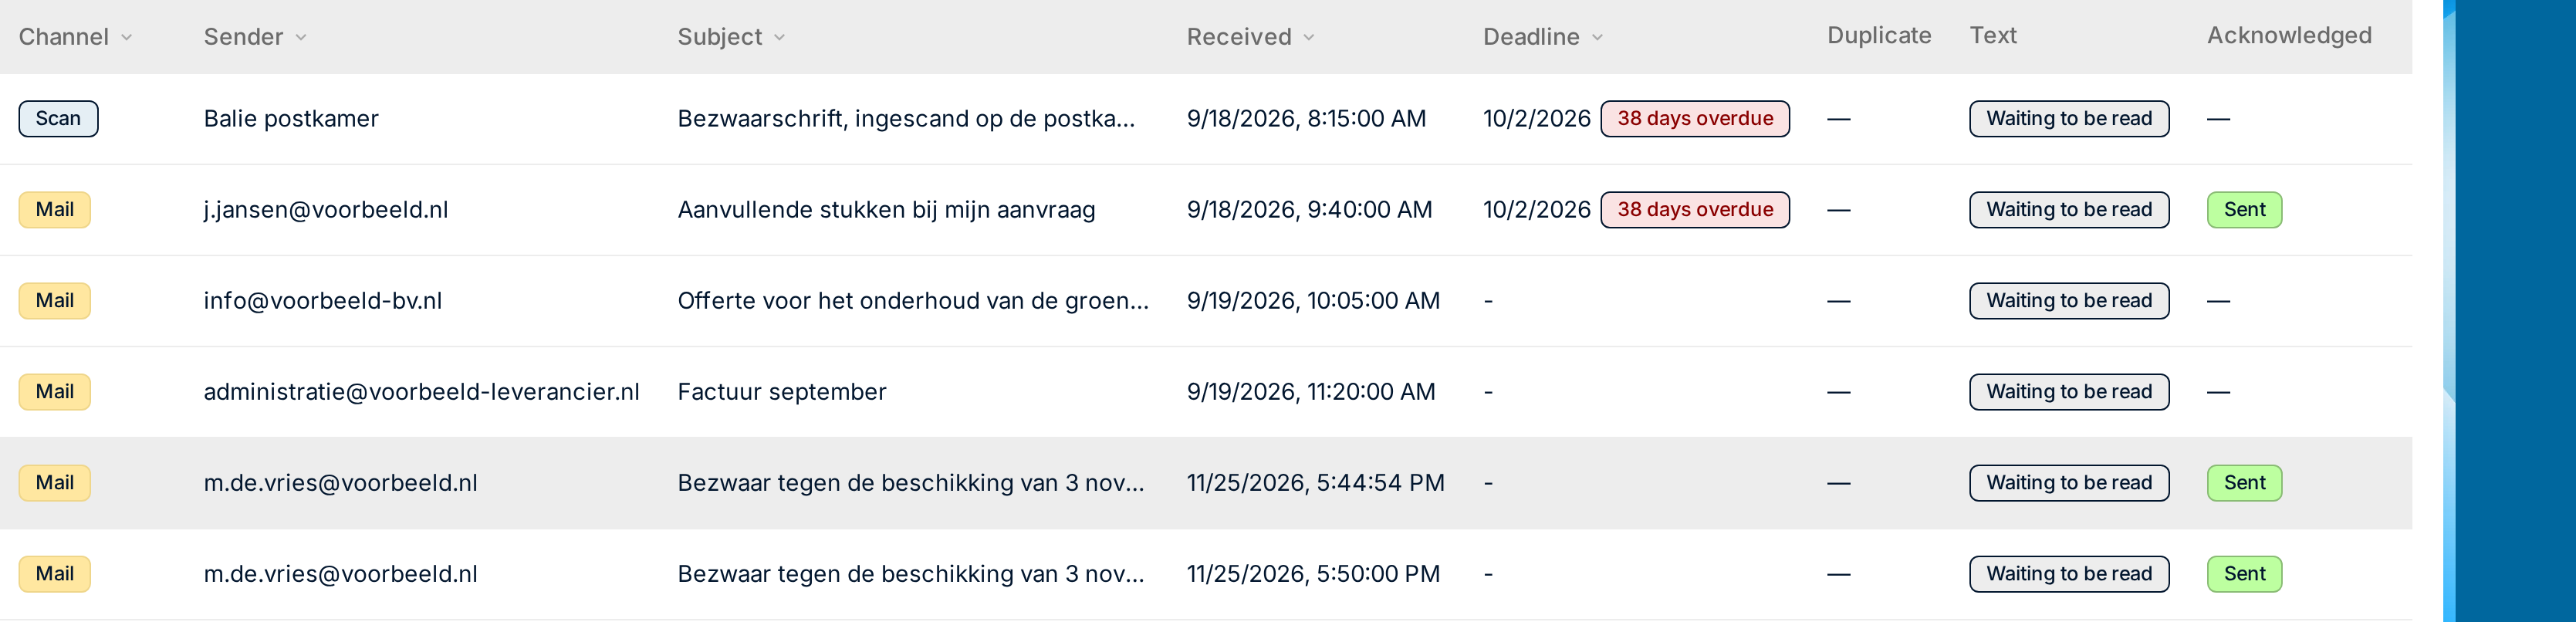 Channel Sender Subject Received Deadline Duplicate Text Acknowledged
Scan Balie postkamer Bezwaarschrift, ingescand op de postka... 9/18/2026, 8:15:00 AM 10/2/2026 38 days overdue — Waiting to be read —
Mail j.jansen@voorbeeld.nl Aanvullende stukken bij mijn aanvraag 9/18/2026, 9:40:00 AM 10/2/2026 38 days overdue — Waiting to be read Sent
Mail info@voorbeeld-bv.nl Offerte voor het onderhoud van de groen... 9/19/2026, 10:05:00 AM - — Waiting to be read —
Mail administratie@voorbeeld-leverancier.nl Factuur september 9/19/2026, 11:20:00 AM - — Waiting to be read —
Mail m.de.vries@voorbeeld.nl Bezwaar tegen de beschikking van 3 nov... 11/25/2026, 5:44:54 PM - — Waiting to be read Sent
Mail m.de.vries@voorbeeld.nl Bezwaar tegen de beschikking van 3 nov... 11/25/2026, 5:50:00 PM - — Waiting to be read Sent